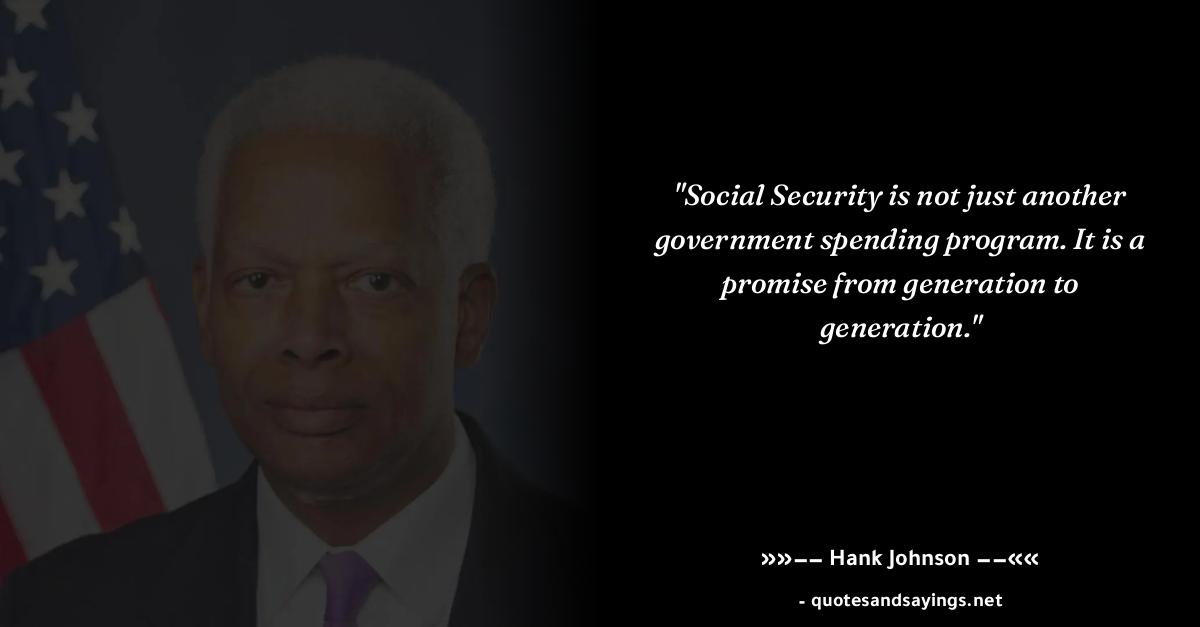 "Social Security is not just another
government spending program. It is a
promise from generation to
generation."
»»−− Hank Johnson −−««
- quotesandsayings.net